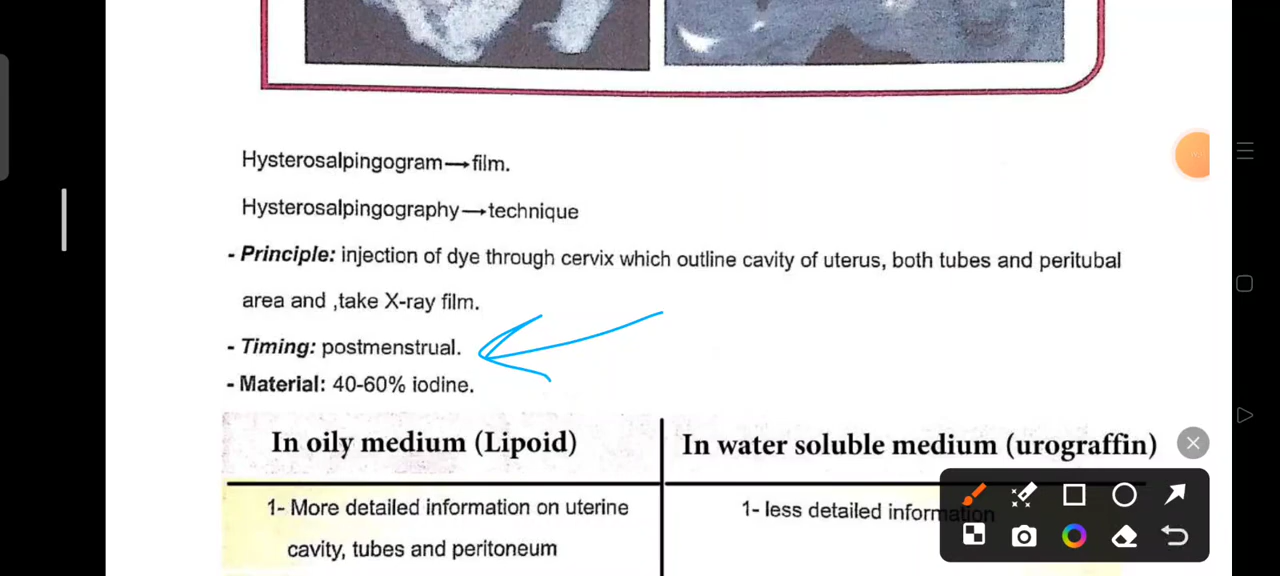 Hysterosalpingogram→film.
Hysterosalpingography→technique
- Principle: injection of dye through cervix which outline cavity of uterus, both tubes and peritubal
area and ,take X-ray film.
- Timing: postmenstrual.
- Material: 40-60% iodine.
In oily medium (Lipoid)
In water soluble medium (urograffin)
1- More detailed information on uterine
cavity, tubes and peritoneum
1- less detailed information